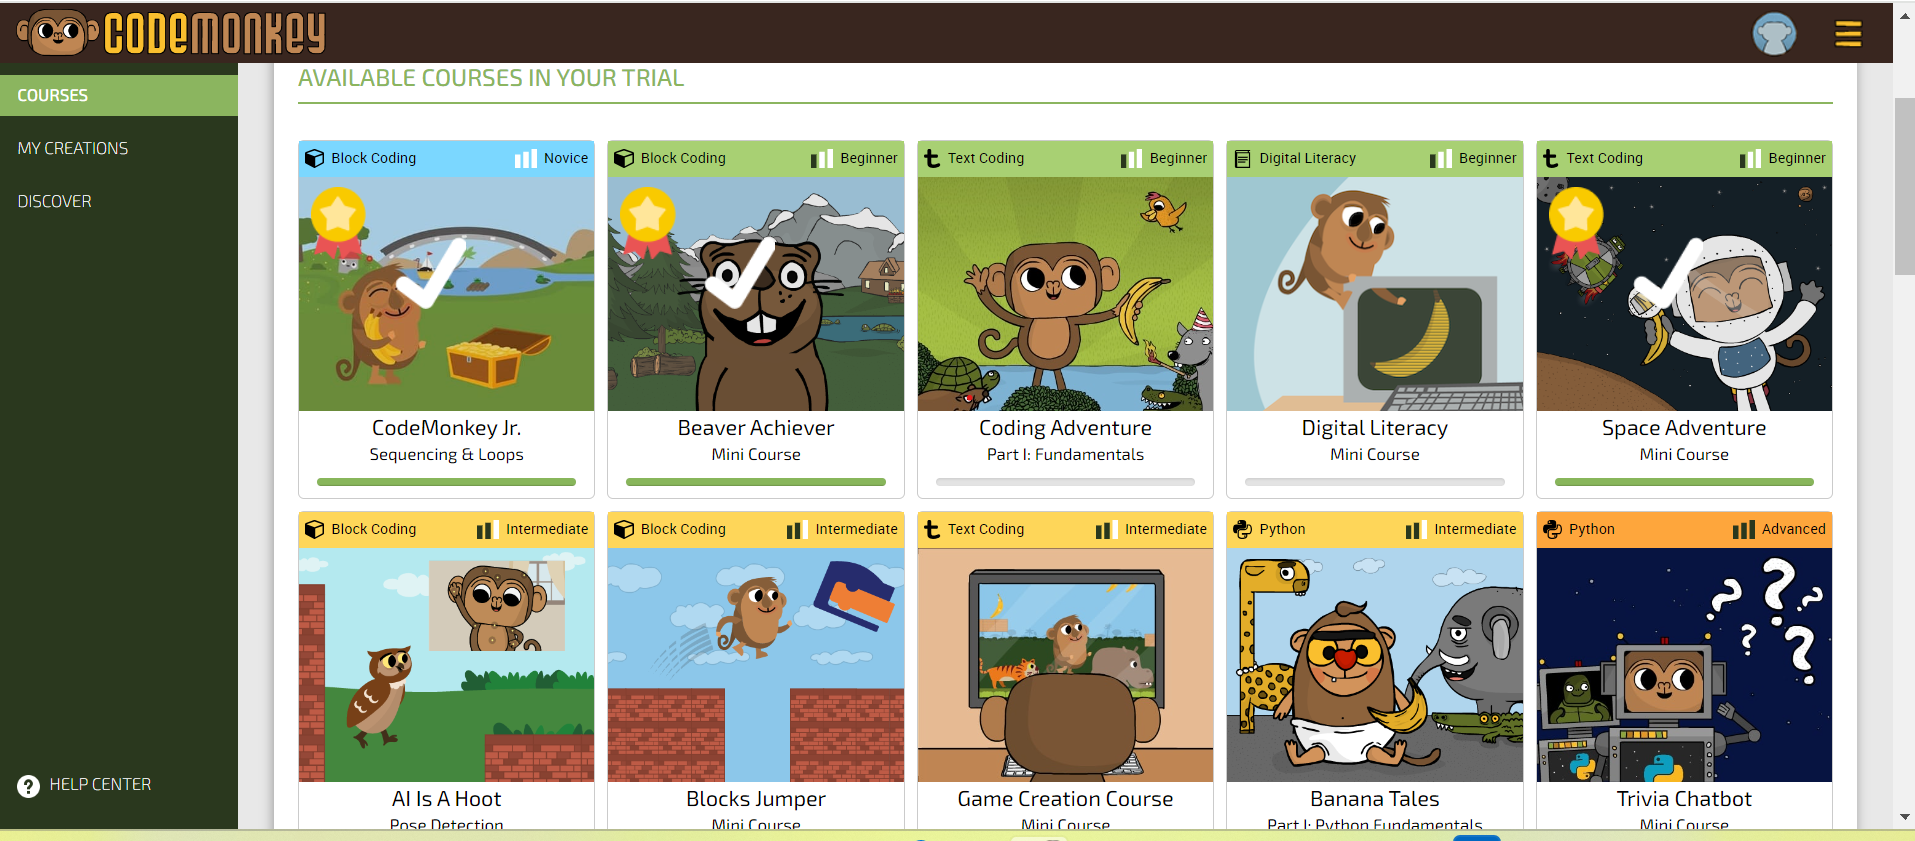 CODEMONKEY
AVAILABLE COURSES IN YOUR TRIAL
COURSES
MY CREATIONS
DISCOVER
HELP CENTER
Block Coding Novice
CodeMonkey Jr.
Sequencing & Loops
Block Coding Beginner
Beaver Achiever
Mini Course
Text Coding Beginner
Coding Adventure
Part I: Fundamentals
Digital Literacy Beginner
Digital Literacy
Mini Course
Text Coding Beginner
Space Adventure
Mini Course
Block Coding Intermediate
AI Is A Hoot
Pose Detection
Block Coding Intermediate
Blocks Jumper
Mini Course
Text Coding Intermediate
Game Creation Course
Mini Course
Python Intermediate
Banana Tales
Part I: Python Fundamentals
Python Advanced
? ? ? ? ?
Trivia Chatbot
Mini Course